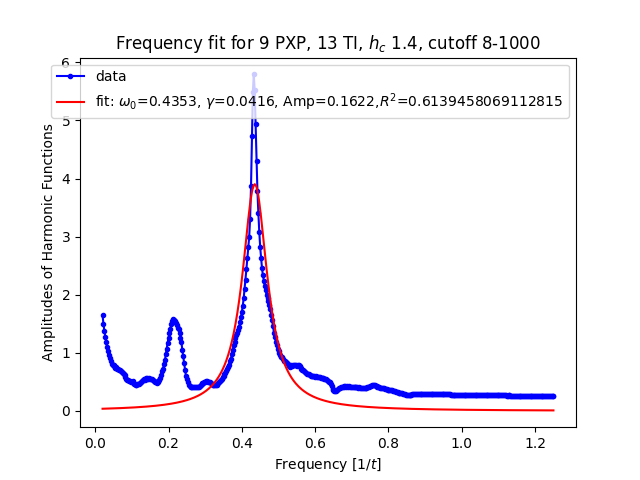 Frequency fit for 9 PXP, 13 TI, $h_c$ 1.4, cutoff 8-1000
data
fit: $\omega_0$=0.4353, $\gamma$=0.0416, Amp=0.1622,$R^2$=0.6139458069112815
Amplitudes of Harmonic Functions
6
5
4
3
2
1
0
0.0 0.2 0.4 0.6 0.8 1.0 1.2
Frequency [1/$t$]